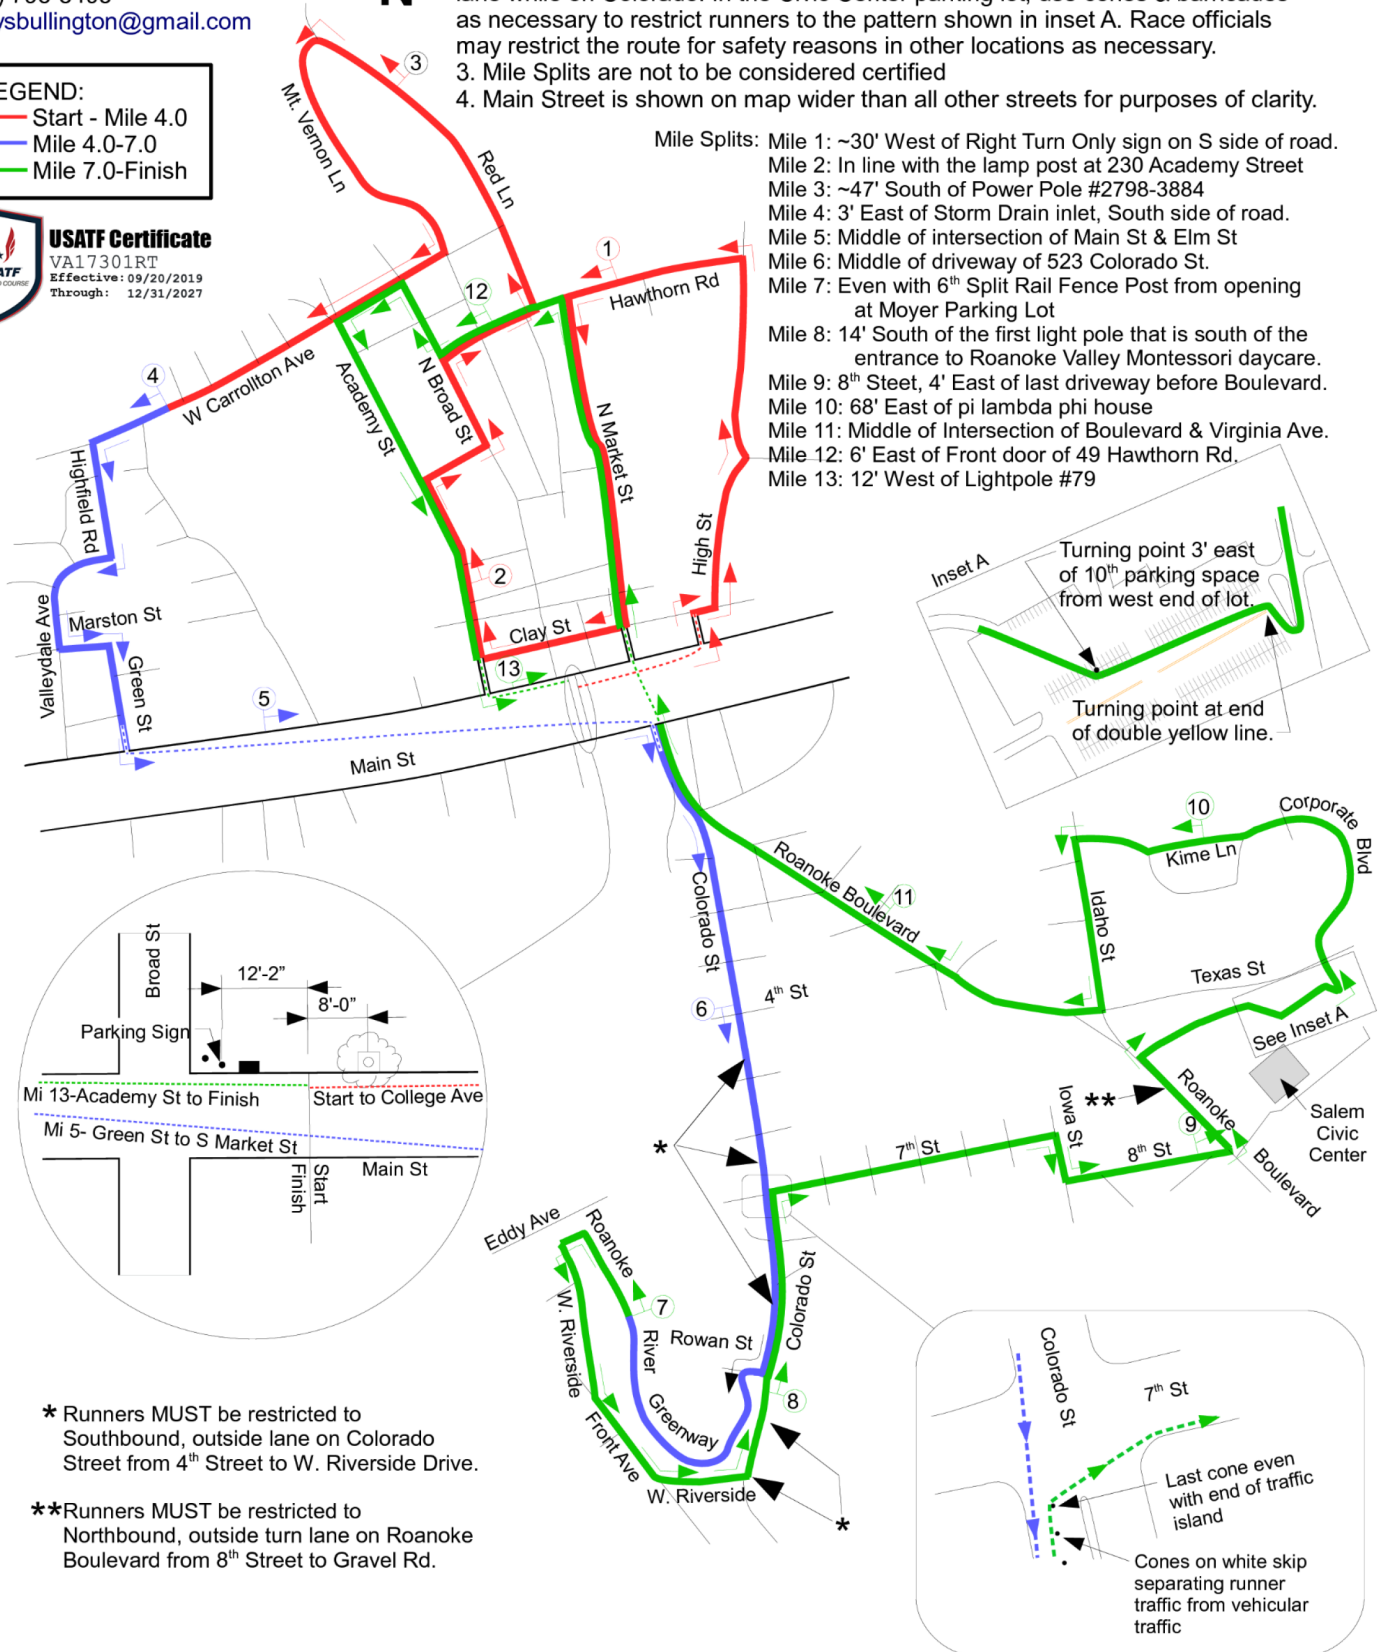 ysbullington@gmail.com
N
as necessary to restrict runners to the pattern shown in inset A. Race officials
may restrict the route for safety reasons in other locations as necessary.
3. Mile Splits are not to be considered certified
4. Main Street is shown on map wider than all other streets for purposes of clarity.
EGEND:
Start - Mile 4.0
Mile 4.0-7.0
Mile 7.0-Finish
USATF Certificate
VA17301RT
Effective: 09/20/2019
Through: 12/31/2027
Mile Splits: Mile 1: ~30' West of Right Turn Only sign on S side of road.
Mile 2: In line with the lamp post at 230 Academy Street
Mile 3: ~47' South of Power Pole #2798-3884
Mile 4: 3' East of Storm Drain inlet, South side of road.
Mile 5: Middle of intersection of Main St & Elm St
Mile 6: Middle of driveway of 523 Colorado St.
Mile 7: Even with 6th Split Rail Fence Post from opening
at Moyer Parking Lot
Mile 8: 14' South of the first light pole that is south of the
entrance to Roanoke Valley Montessori daycare.
Mile 9: 8th Steet, 4' East of last driveway before Boulevard.
Mile 10: 68' East of pi lambda phi house
Mile 11: Middle of Intersection of Boulevard & Virginia Ave.
Mile 12: 6' East of Front door of 49 Hawthorn Rd.
Mile 13: 12' West of Lightpole #79
3
Mt. Vernon Ln
Red Ln
1
Hawthorn Rd
12
4
W Carrollton Ave
Academy St
N Broad St
N Market St
High St
Highfield Rd
2
Clay St
13
Valleydale Ave
Marston St
Green St
5
Main St
Inset A
Turning point 3' east
of 10th parking space
from west end of lot.
Turning point at end
of double yellow line.
10
Corporate Blvd
Kime Ln
Roanoke Boulevard
11
Idaho St
Colorado St
Texas St
4th St
6
See Inset A
Roanoke
Boulevard
**
Iowa St
9
Salem
Civic
Center
7th St
8th St
*
Broad St
12'-2”
8'-0”
Parking Sign
Mi 13-Academy St to Finish
Start to College Ave
Mi 5- Green St to S Market St
Finish
Start
Main St
Eddy Ave
Roanoke
River
Greenway
7
W. Riverside
Rowan St
Colorado St
8
Front Ave
W. Riverside
*
* Runners MUST be restricted to
Southbound, outside lane on Colorado
Street from 4th Street to W. Riverside Drive.
**Runners MUST be restricted to
Northbound, outside turn lane on Roanoke
Boulevard from 8th Street to Gravel Rd.
Colorado St
7th St
Last cone even
with end of traffic
island
Cones on white skip
separating runner
traffic from vehicular
traffic